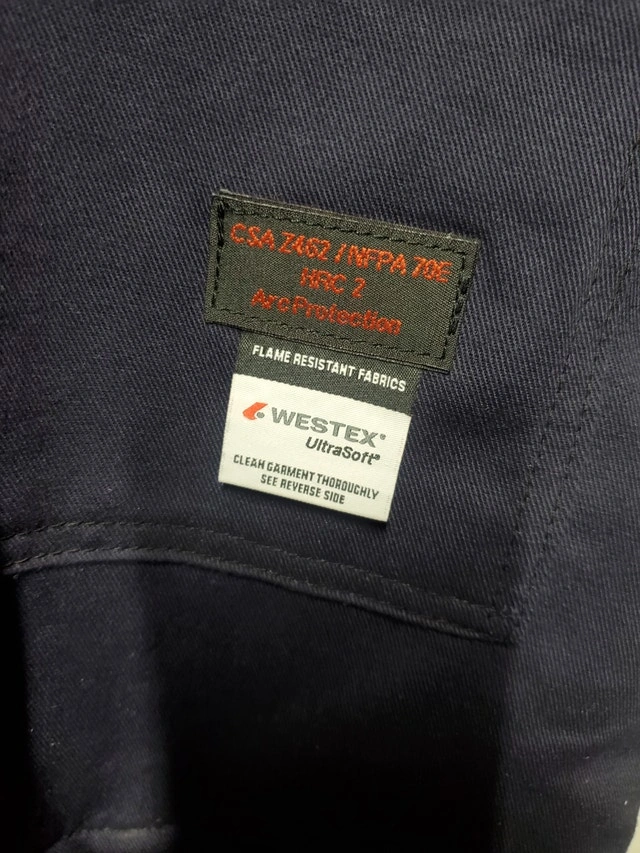 CSA Z462 / NFPA 70E
HRC 2
Arc Protection
FLAME RESISTANT FABRICS
WESTEX®
UltraSoft®
CLEAN GARMENT THOROUGHLY
SEE REVERSE SIDE